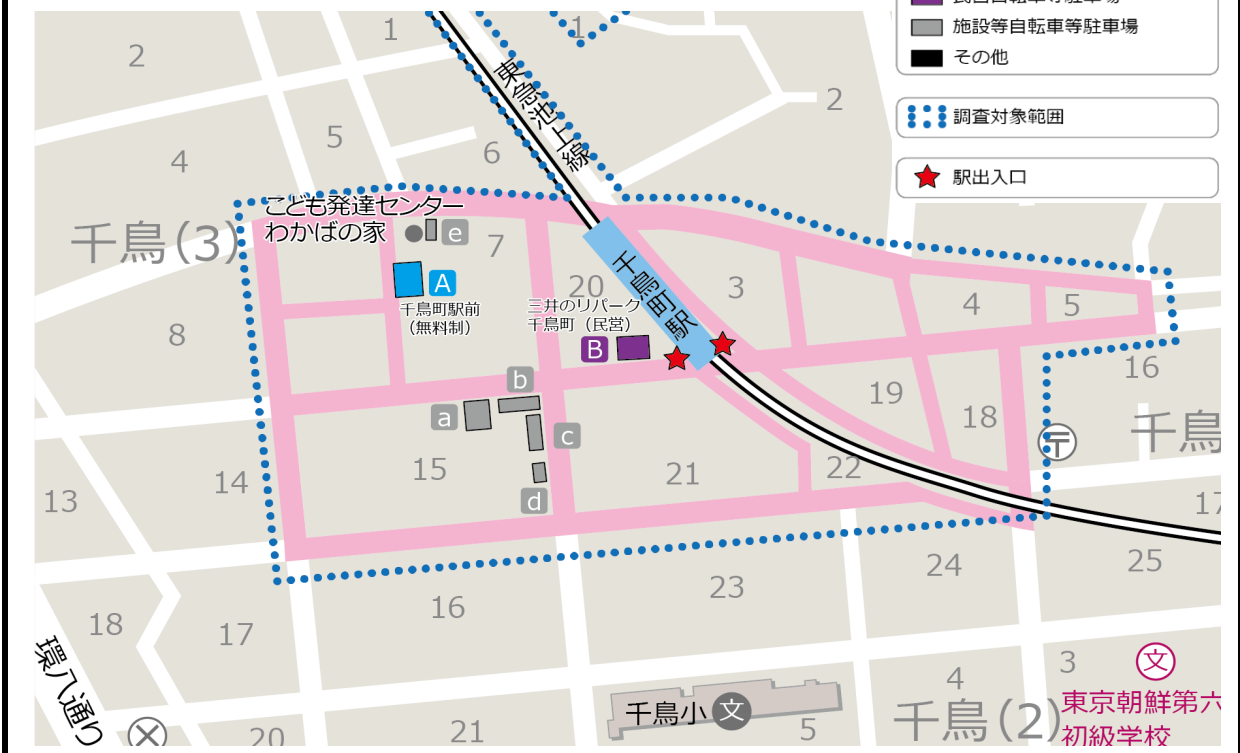 施設等自転車等駐車場
その他
調査対象範囲
駅出入口
2
1
1
東急池上線
2
5
4
6
こども発達センター
わかばの家
e
7
千鳥(3)
A
千鳥町駅前
(無料制)
20
三井のリパーク
千鳥町(民営)
B
千鳥町駅
3
4
5
8
16
b
a
c
d
19
18
〒
千鳥
15
21
22
14
13
17
24
25
23
16
18
17
環八通り
3
文
4
東京朝鮮第六
初級学校
千鳥小
文
千鳥(2)
5
20
21